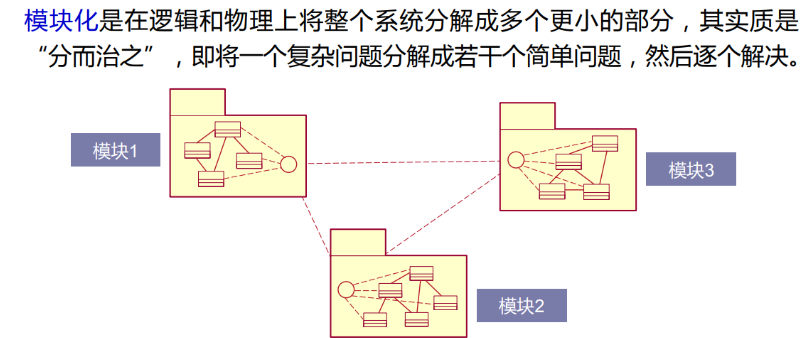 模块化是在逻辑和物理上将整个系统分解成多个更小的部分，其实质是
“分而治之”，即将一个复杂问题分解成若干个简单问题，然后逐个解决。
模块1
模块3
模块2